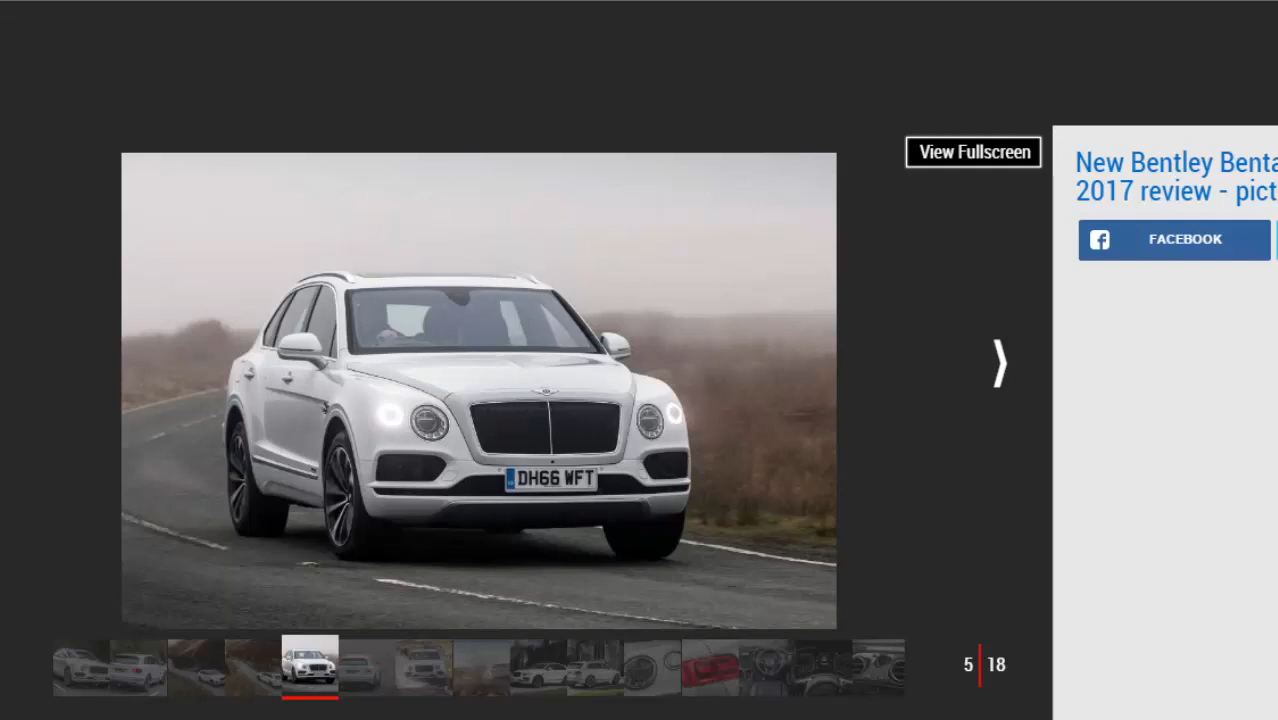 View Fullscreen
New Bentley Benta
2017 review - pict
FACEBOOK
DH66 WFT
5 18